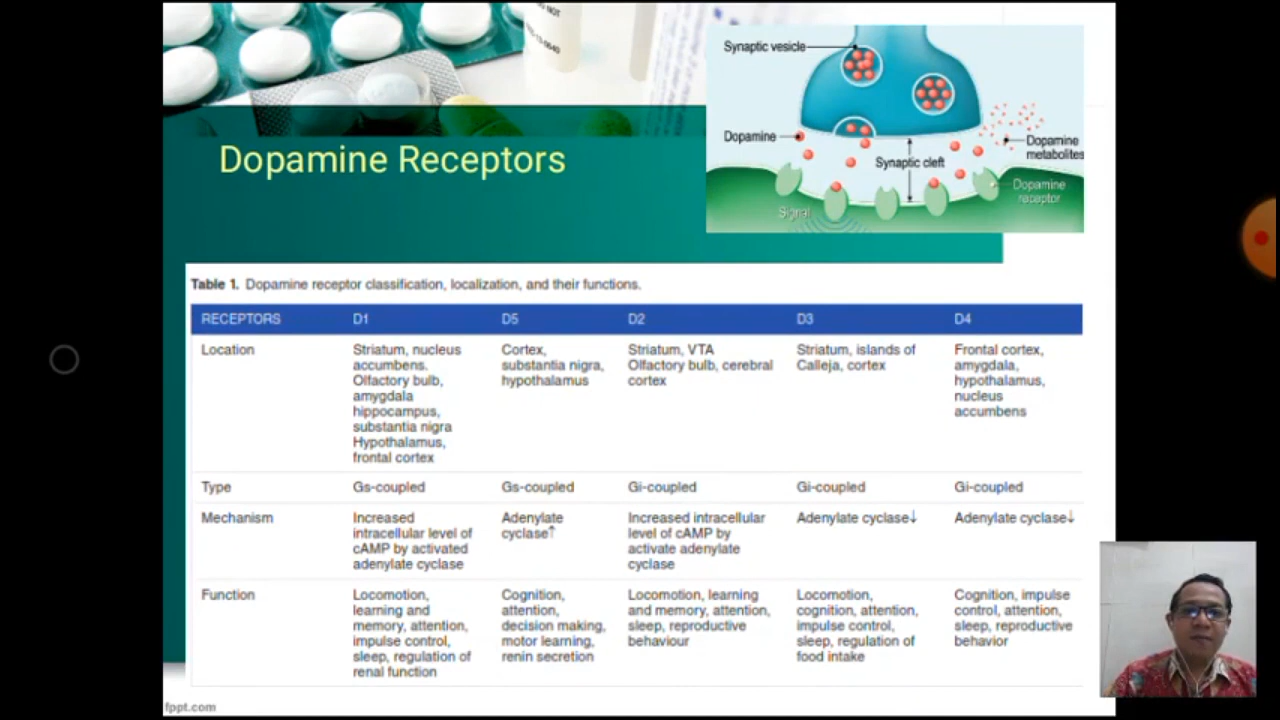 NOT
Synaptic vesicle
Dopamine
Synaptic cleft
Dopamine
metabolites
Dopamine
receptor
Signal
Dopamine Receptors
Table 1. Dopamine receptor classification, localization, and their functions.
RECEPTORS D1 D5 D2 D3 D4
Location
Striatum, nucleus
accumbens.
Olfactory bulb,
amygdala
hippocampus,
substantia nigra
Hypothalamus,
frontal cortex
Cortex,
substantia nigra,
hypothalamus
Striatum, VTA
Olfactory bulb, cerebral
cortex
Striatum, islands of
Calleja, cortex
Frontal cortex,
amygdala,
hypothalamus,
nucleus
accumbens
Type Gs-coupled Gs-coupled Gi-coupled Gi-coupled Gi-coupled
Mechanism
Increased
intracellular level of
cAMP by activated
adenylate cyclase
Adenylate
cyclase↑
Increased intracellular
level of cAMP by
activate adenylate
cyclase
Adenylate cyclase↓
Adenylate cyclase↓
Function
Locomotion,
learning and
memory, attention,
impulse control,
sleep, regulation of
renal function
Cognition,
attention,
decision making,
motor learning,
renin secretion
Locomotion, learning
and memory, attention,
sleep, reproductive
behaviour
Locomotion,
cognition, attention,
impulse control,
sleep, regulation of
food intake
Cognition, impulse
control, attention,
sleep, reproductive
behavior
fppt.com